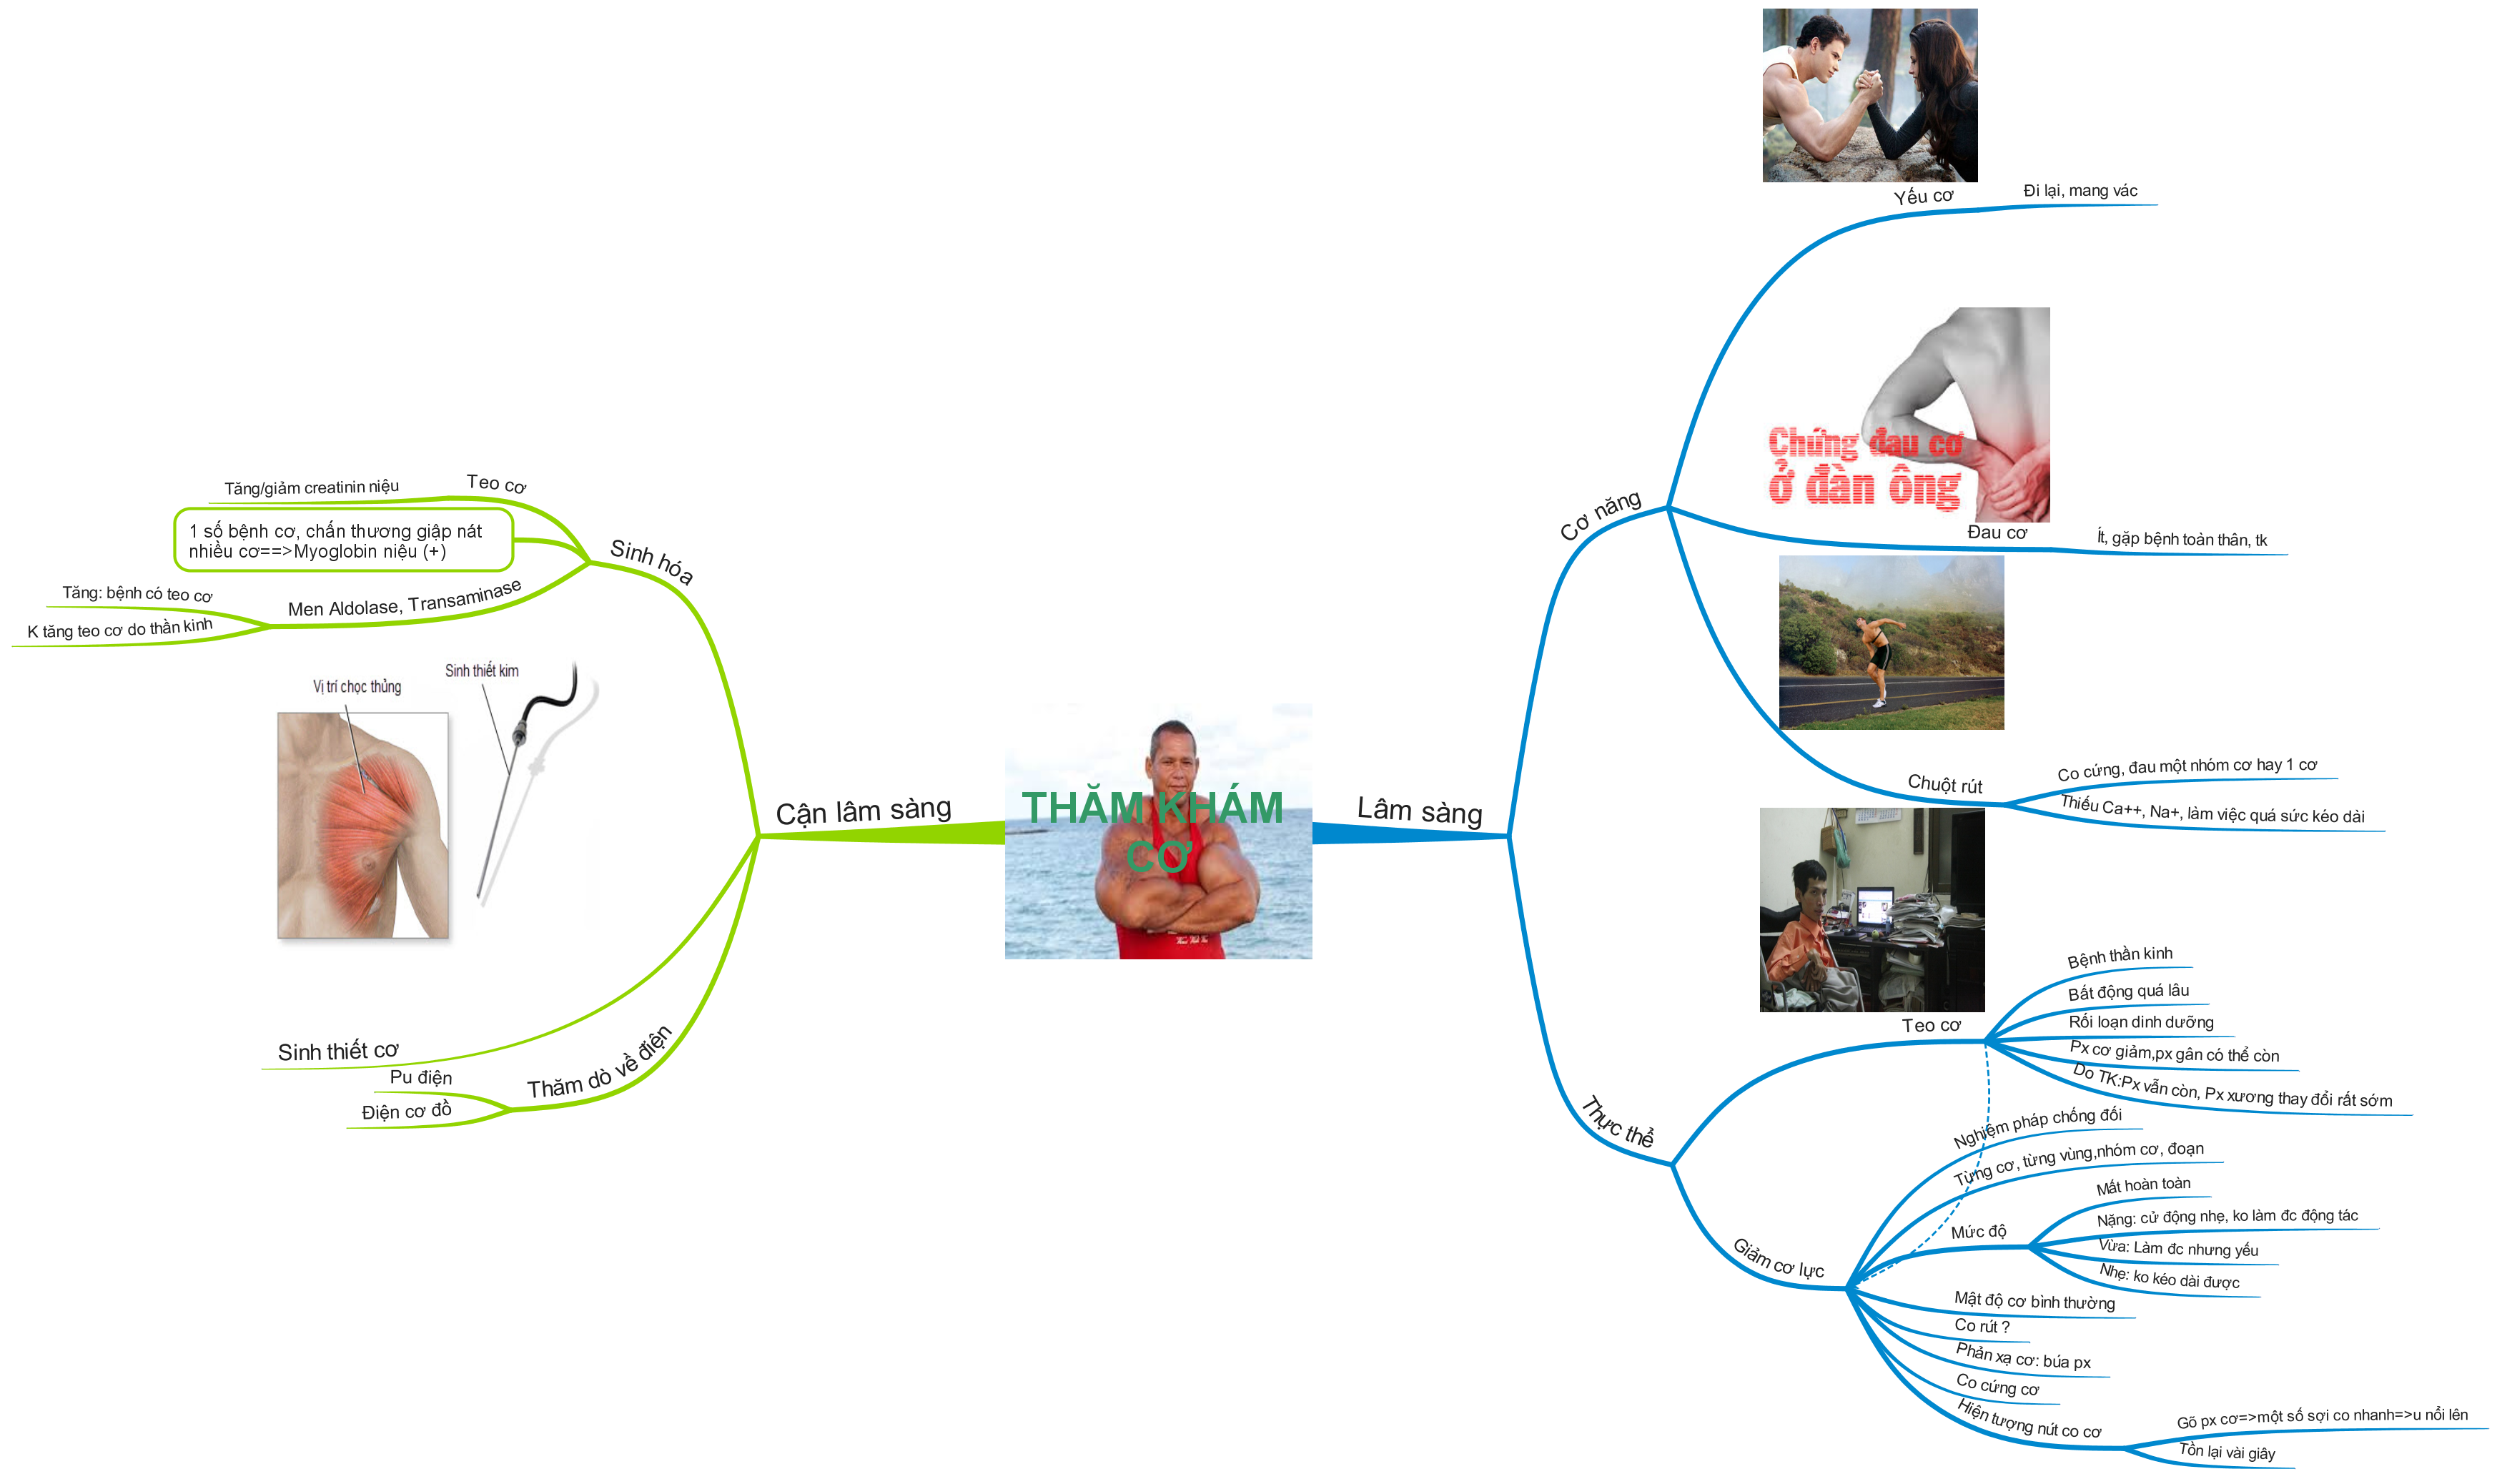 THĂM KHÁM
CƠ
Lâm sàng
Cơ năng
Yếu cơ
Đi lại, mang vác
Chứng đau cơ
ở đàn ông
Đau cơ
Ít, gặp bệnh toàn thân, tk
Chuột rút
Co cứng, đau một nhóm cơ hay 1 cơ
Thiếu Ca++, Na+, làm việc quá sức kéo dài
Thực thể
Teo cơ
Bệnh thần kinh
Bất động quá lâu
Rối loạn dinh dưỡng
Px cơ giảm,px gân có thể còn
Do TK:Px vẫn còn, Px xương thay đổi rất sớm
Giảm cơ lực
Nghiệm pháp chống đối
Từng cơ, từng vùng,nhóm cơ, đoạn
Mức độ
Mất hoàn toàn
Nặng: cử động nhẹ, ko làm đc động tác
Vừa: Làm đc nhưng yếu
Nhẹ: ko kéo dài được
Mật độ cơ bình thường
Co rút ?
Phản xạ cơ: búa px
Co cứng cơ
Hiện tượng nút co cơ
Gõ px cơ=>một số sợi co nhanh=>u nổi lên
Tồn lại vài giây
Cận lâm sàng
Sinh hóa
Teo cơ
Tăng/giảm creatinin niệu
1 số bệnh cơ, chấn thương giập nát
nhiều cơ==>Myoglobin niệu (+)
Men Aldolase, Transaminase
Tăng: bệnh có teo cơ
K tăng teo cơ do thần kinh
Vị trí chọc thủng
Sinh thiết kim
Sinh thiết cơ
Thăm dò về điện
Pu điện
Điện cơ đồ